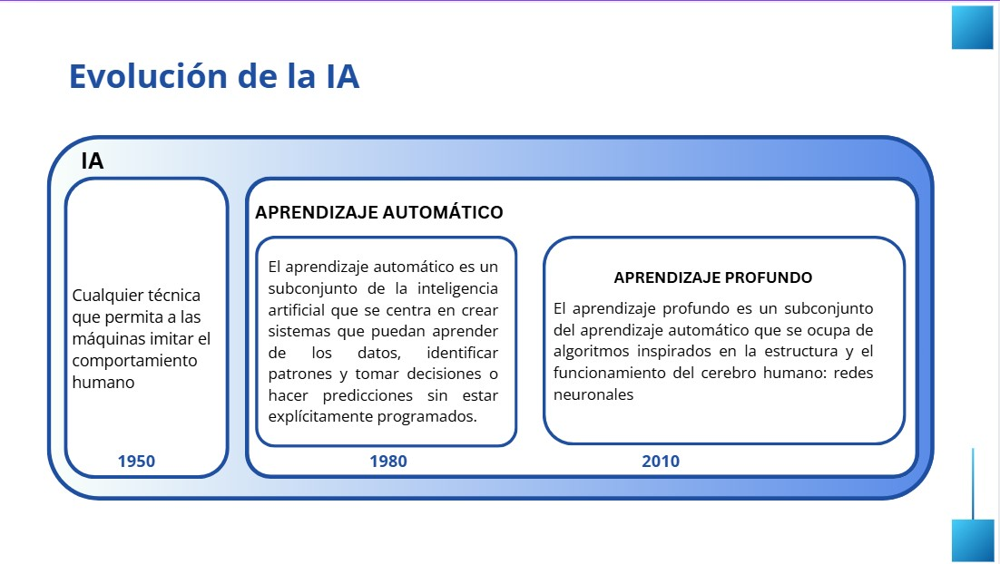 Evolución de la IA
IA
Cualquier técnica
que permita a las
máquinas imitar el
comportamiento
humano
1950
APRENDIZAJE AUTOMÁTICO
El aprendizaje automático es un
subconjunto de la inteligencia
artificial que se centra en crear
sistemas que puedan aprender
de los datos, identificar
patrones y tomar decisiones o
hacer predicciones sin estar
explícitamente programados.
1980
APRENDIZAJE PROFUNDO
El aprendizaje profundo es un subconjunto
del aprendizaje automático que se ocupa de
algoritmos inspirados en la estructura y el
funcionamiento del cerebro humano: redes
neuronales
2010